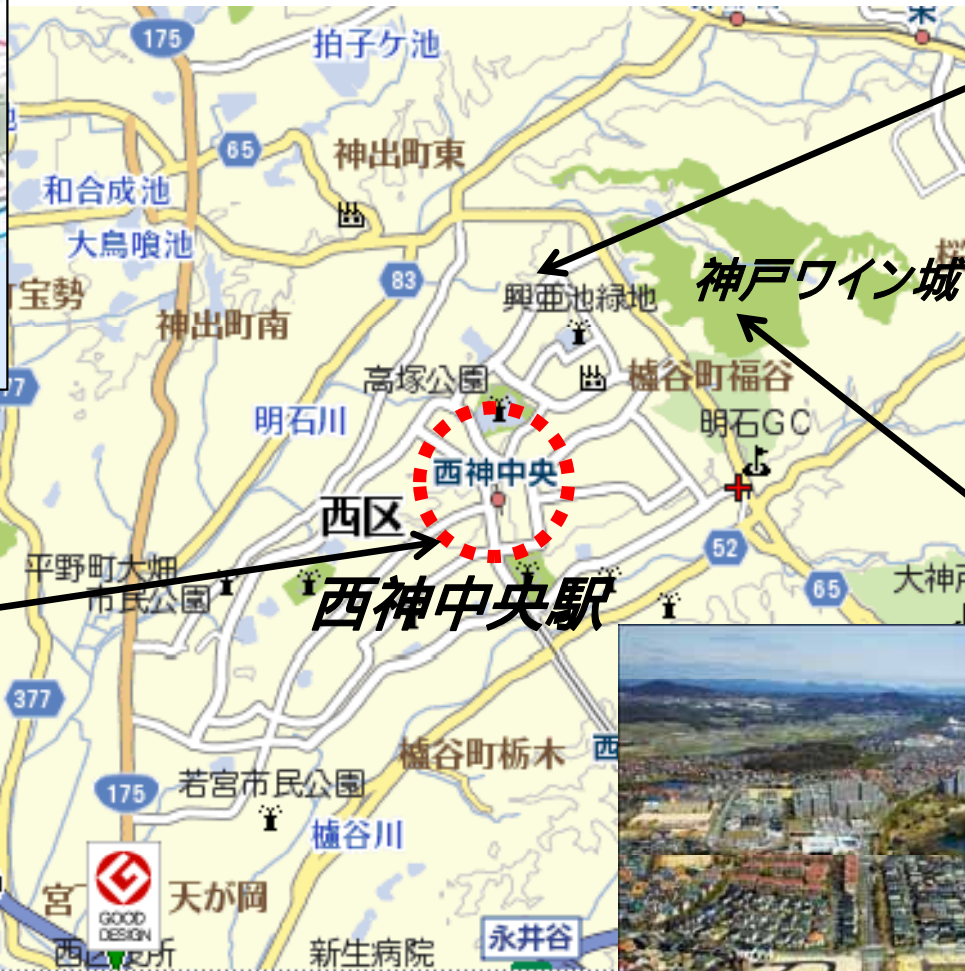 175
拍子ケ池
65
神出町東
和合成池
大鳥喰池
83
宝勢
神出町南
興亜池緑地
神戸ワイン城
高塚公園
櫨谷町福谷
明石川
明石GC
西神中央
西区
52
平野町大畑
市民公園
65
西神中央駅
377
櫨谷町栃木
西
175
若宮市民公園
櫨谷川
宮
天が岡
GOOD
DESIGN
永井谷
新生病院